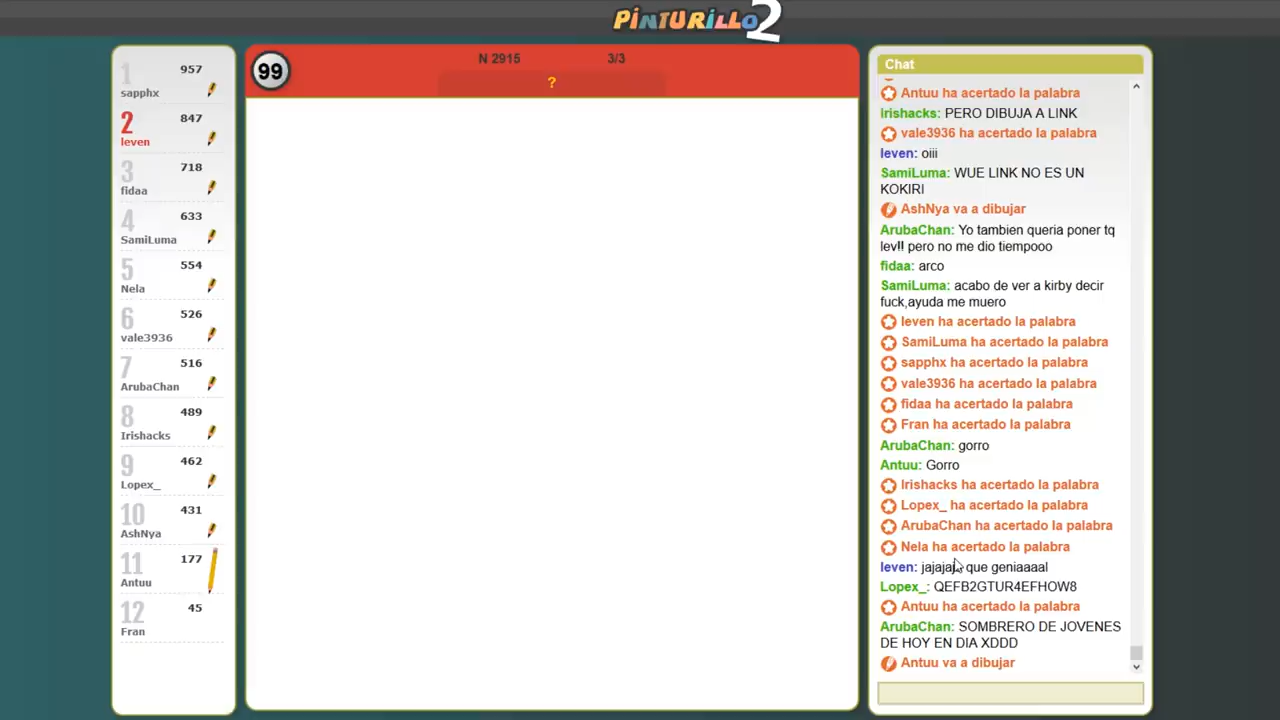 PINTURILLO 2
99
N 2915
3/3
?
1
957
sapphx
2
847
leven
3
718
fidaa
4
633
SamiLuma
5
554
Nela
6
526
vale3936
7
516
ArubaChan
8
489
Irishacks
9
462
Lopex_
10
431
AshNya
11
177
Antuu
12
45
Fran
Chat
Antuu ha acertado la palabra
Irishacks: PERO DIBUJA A LINK
vale3936 ha acertado la palabra
leven: oiii
SamiLuma: WUE LINK NO ES UN
KOKIRI
AshNya va a dibujar
ArubaChan: Yo tambien queria poner tq
lev!! pero no me dio tiempooo
fidaa: arco
SamiLuma: acabo de ver a kirby decir
fuck,ayuda me muero
leven ha acertado la palabra
SamiLuma ha acertado la palabra
sapphx ha acertado la palabra
vale3936 ha acertado la palabra
fidaa ha acertado la palabra
Fran ha acertado la palabra
ArubaChan: gorro
Antuu: Gorro
Irishacks ha acertado la palabra
Lopex_ ha acertado la palabra
ArubaChan ha acertado la palabra
Nela ha acertado la palabra
leven: que geniaaaal
Lopex_: QEFB2GTUR4EFHOW8
Antuu ha acertado la palabra
ArubaChan: SOMBRERO DE JOVENES
DE HOY EN DIA XDDD
Antuu va a dibujar